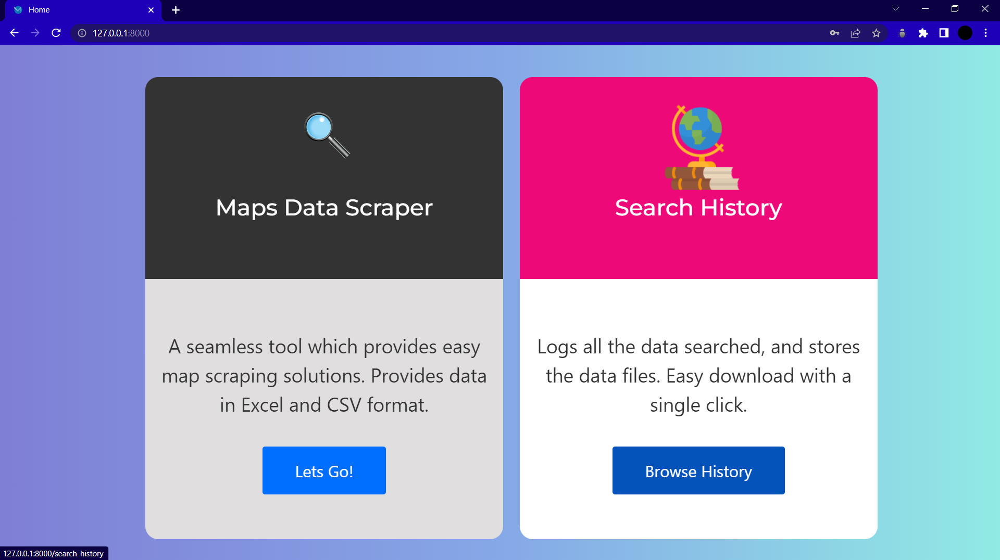 Home
127.0.0.1:8000
Maps Data Scraper
Search History
A seamless tool which provides easy
map scraping solutions. Provides data
in Excel and CSV format.
Lets Go!
Logs all the data searched, and stores
the data files. Easy download with a
single click.
Browse History
127.0.0.1:8000/search-history